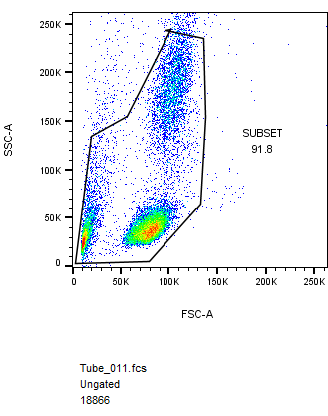 250K
200K
150K
100K
50K
0
SSC-A
SUBSET
91.8
0 50K 100K 150K 200K 250K
FSC-A
Tube_011.fcs
Ungated
18866